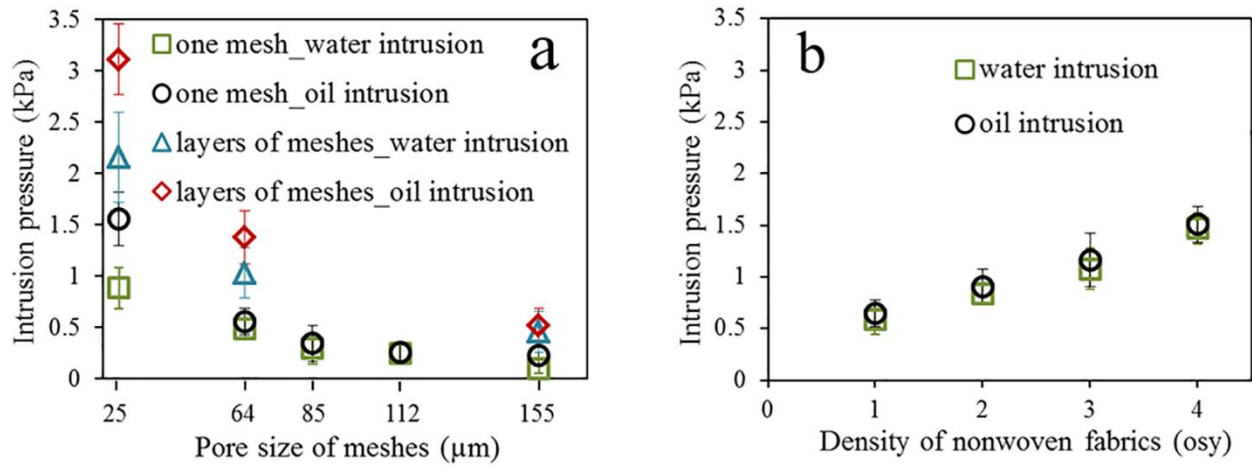 a
3.5
3
2.5
2
1.5
1
0.5
0
Intrusion pressure (kPa)
one mesh_water intrusion
one mesh_oil intrusion
layers of meshes_water intrusion
layers of meshes_oil intrusion
25 64 85 112 155
Pore size of meshes (µm)
b
3.5
3
2.5
2
1.5
1
0.5
0
Intrusion pressure (kPa)
water intrusion
oil intrusion
0 1 2 3 4
Density of nonwoven fabrics (osy)